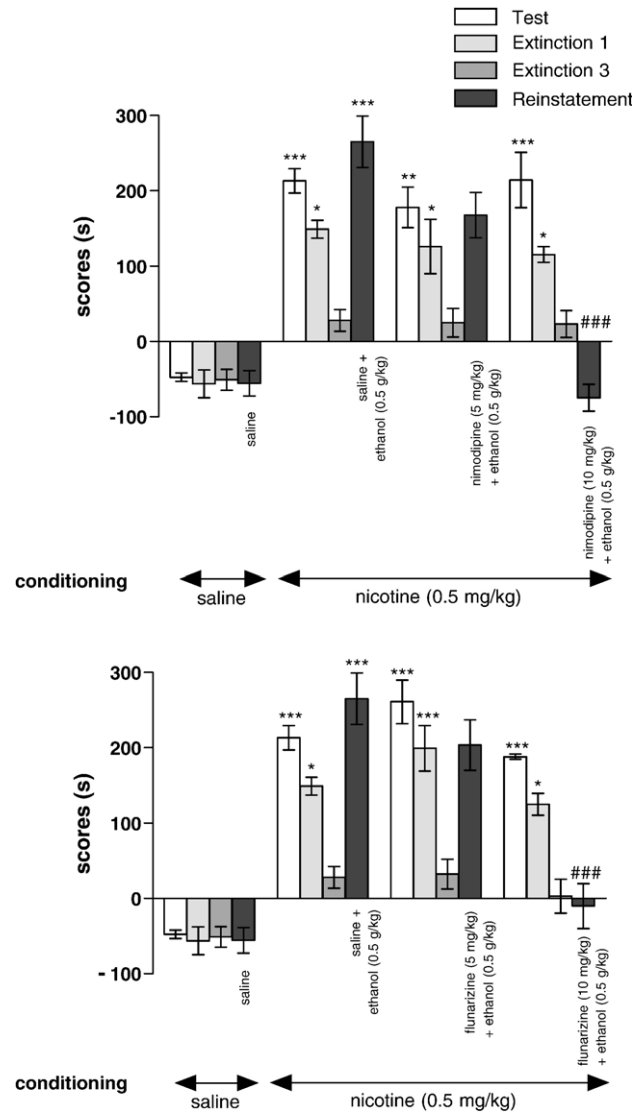 Test
Extinction 1
Extinction 3
Reinstatement
300
200
100
0
-100
scores (s)
***
*
***
**
*
***
*
###
saline
saline +
ethanol (0.5 g/kg)
nimodipine (5 mg/kg)
+ ethanol (0.5 g/kg)
nimodipine (10 mg/kg)
+ ethanol (0.5 g/kg)
conditioning
saline
nicotine (0.5 mg/kg)
300
200
100
0
- 100
scores (s)
***
*
***
***
***
***
*
###
saline
saline +
ethanol (0.5 g/kg)
flunarizine (5 mg/kg)
+ ethanol (0.5 g/kg)
flunarizine (10 mg/kg)
+ ethanol (0.5 g/kg)
conditioning
saline
nicotine (0.5 mg/kg)